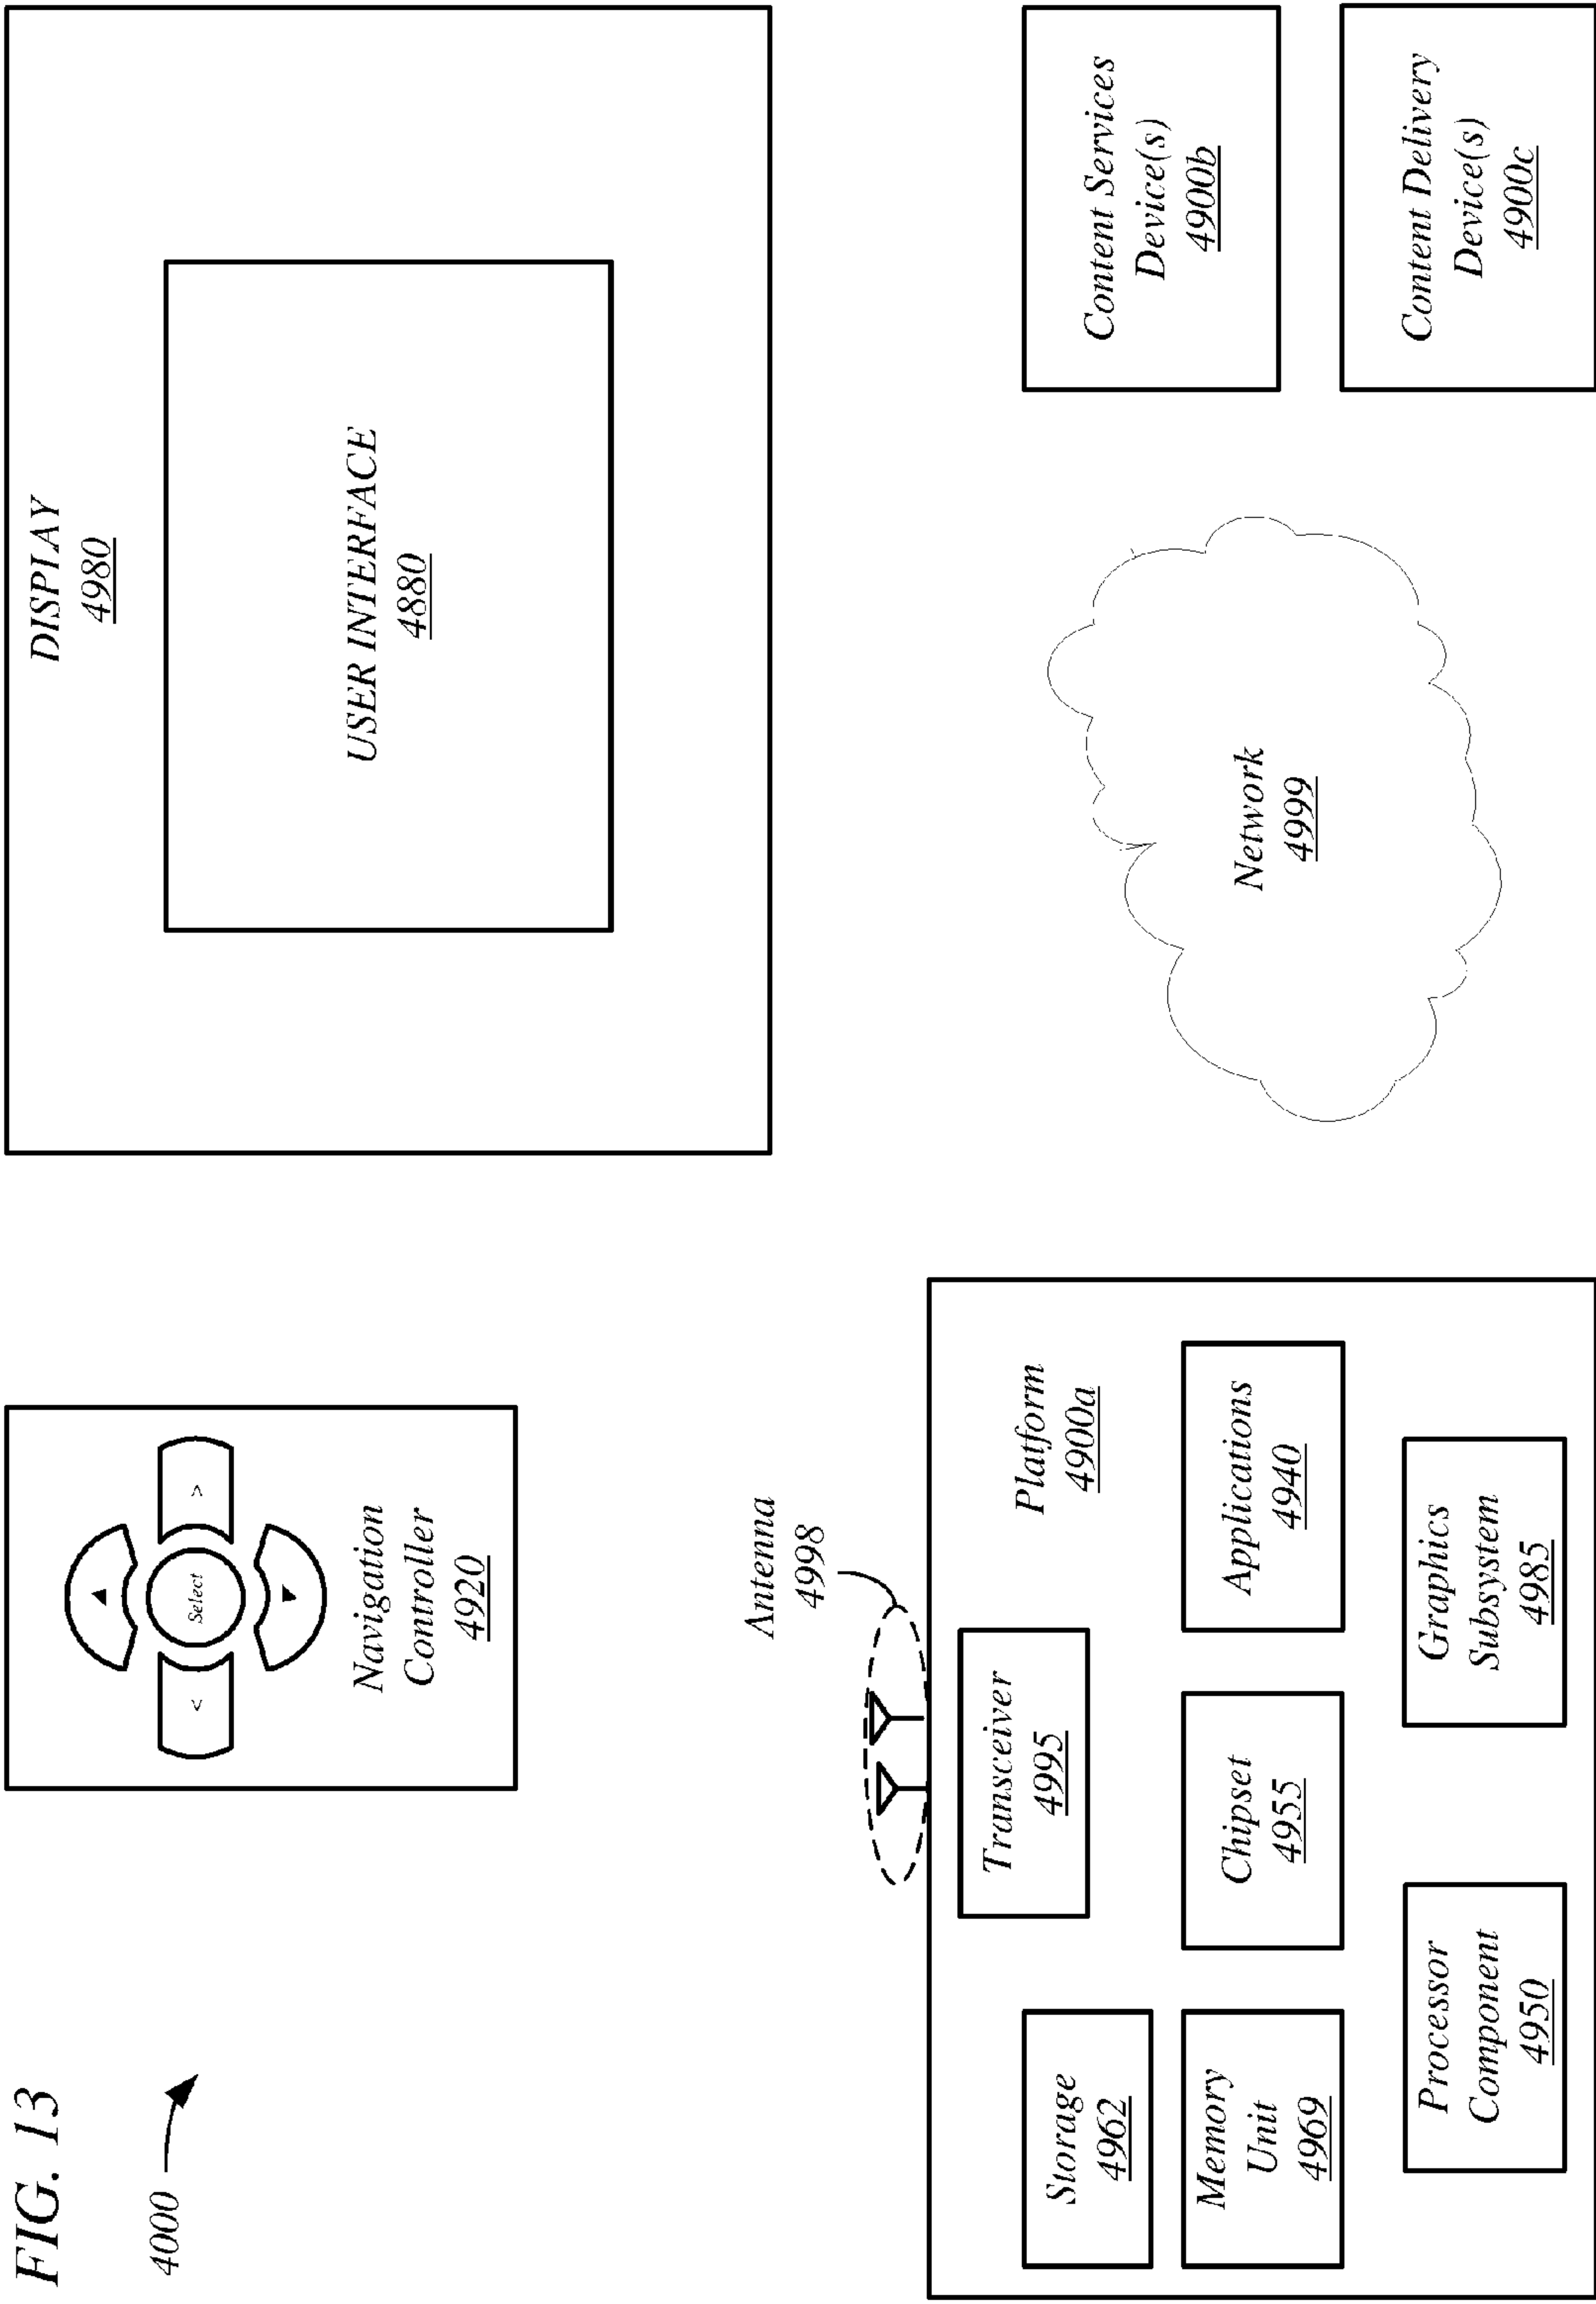 FIG. 13
4000
Select
<
>
Navigation
Controller
4920
DISPLAY
4980
USER INTERFACE
4880
Antenna
4998
Platform
4900a
Transceiver
4995
Storage
4962
Memory
Unit
4969
Chipset
4955
Applications
4940
Processor
Component
4950
Graphics
Subsystem
4985
Network
4999
Content Services
Device(s)
4900b
Content Delivery
Device(s)
4900c